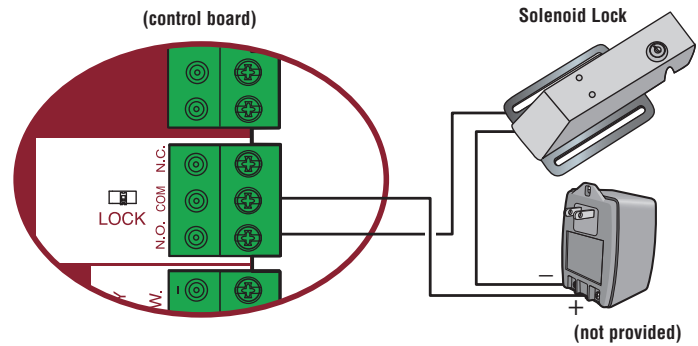 (control board)
Solenoid Lock
N.C.
COM
LOCK
N.O.
Y
W.
–
+
(not provided)